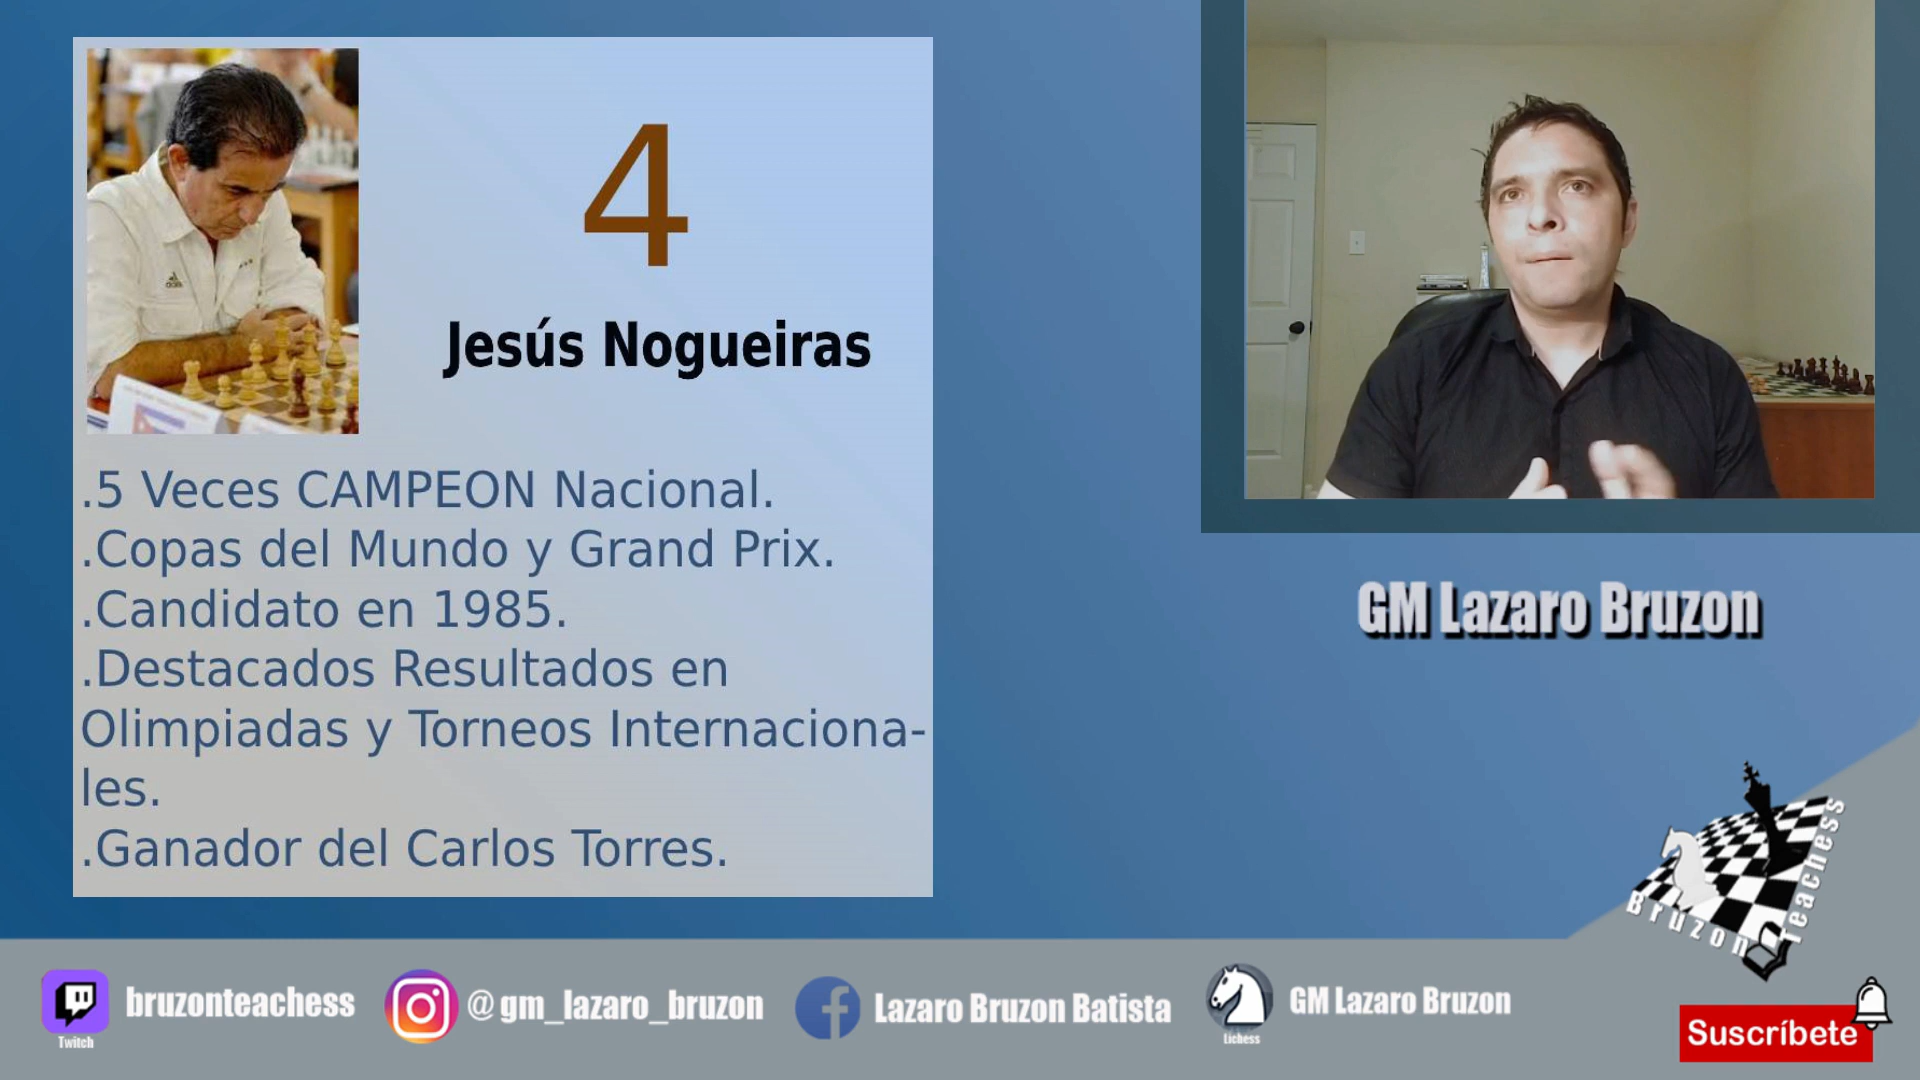 4
Jesús Nogueiras
.5 Veces CAMPEON Nacional.
.Copas del Mundo y Grand Prix.
.Candidato en 1985.
.Destacados Resultados en
Olimpiadas y Torneos Internaciona-
les.
.Ganador del Carlos Torres.
GM Lazaro Bruzon
Bruzon
Teachess
bruzonteachess
Twitch
@gm_lazaro_bruzon
Lazaro Bruzon Batista
GM Lazaro Bruzon
Lichess
Suscríbete